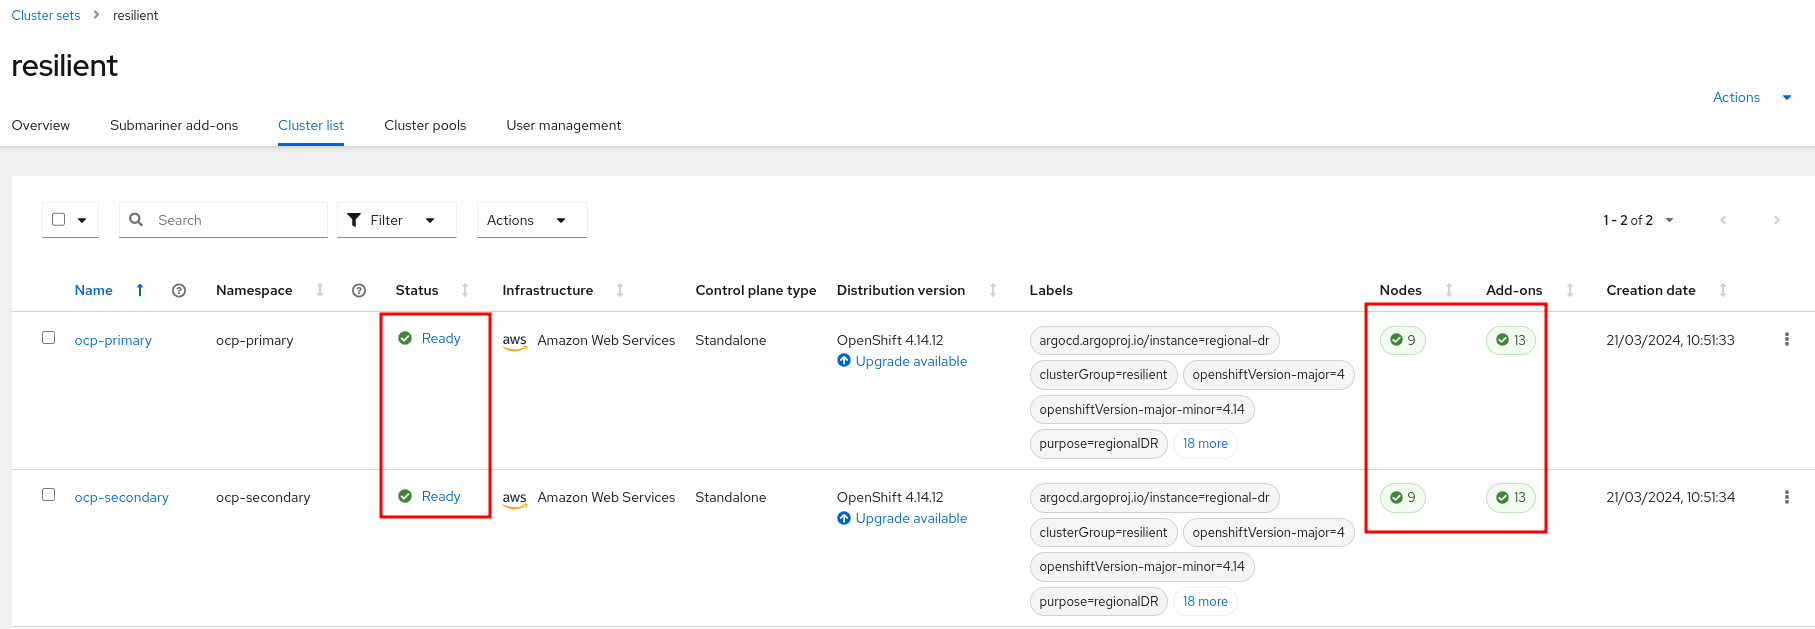 Cluster sets > resilient
resilient
Actions
Overview Submariner add-ons Cluster list Cluster pools User management
Search Filter Actions 1 - 2 of 2
Name Namespace Status Infrastructure Control plane type Distribution version Labels Nodes Add-ons Creation date
ocp-primary ocp-primary Ready aws Amazon Web Services Standalone OpenShift 4.14.12 argocd.argoproj.io/instance=regional-dr 9 13 21/03/2024, 10:51:33
Upgrade available
clusterGroup=resilient openshiftVersion-major=4
openshiftVersion-major-minor=4.14
purpose=regionalDR 18 more
ocp-secondary ocp-secondary Ready aws Amazon Web Services Standalone OpenShift 4.14.12 argocd.argoproj.io/instance=regional-dr 9 13 21/03/2024, 10:51:34
Upgrade available
clusterGroup=resilient openshiftVersion-major=4
openshiftVersion-major-minor=4.14
purpose=regionalDR 18 more